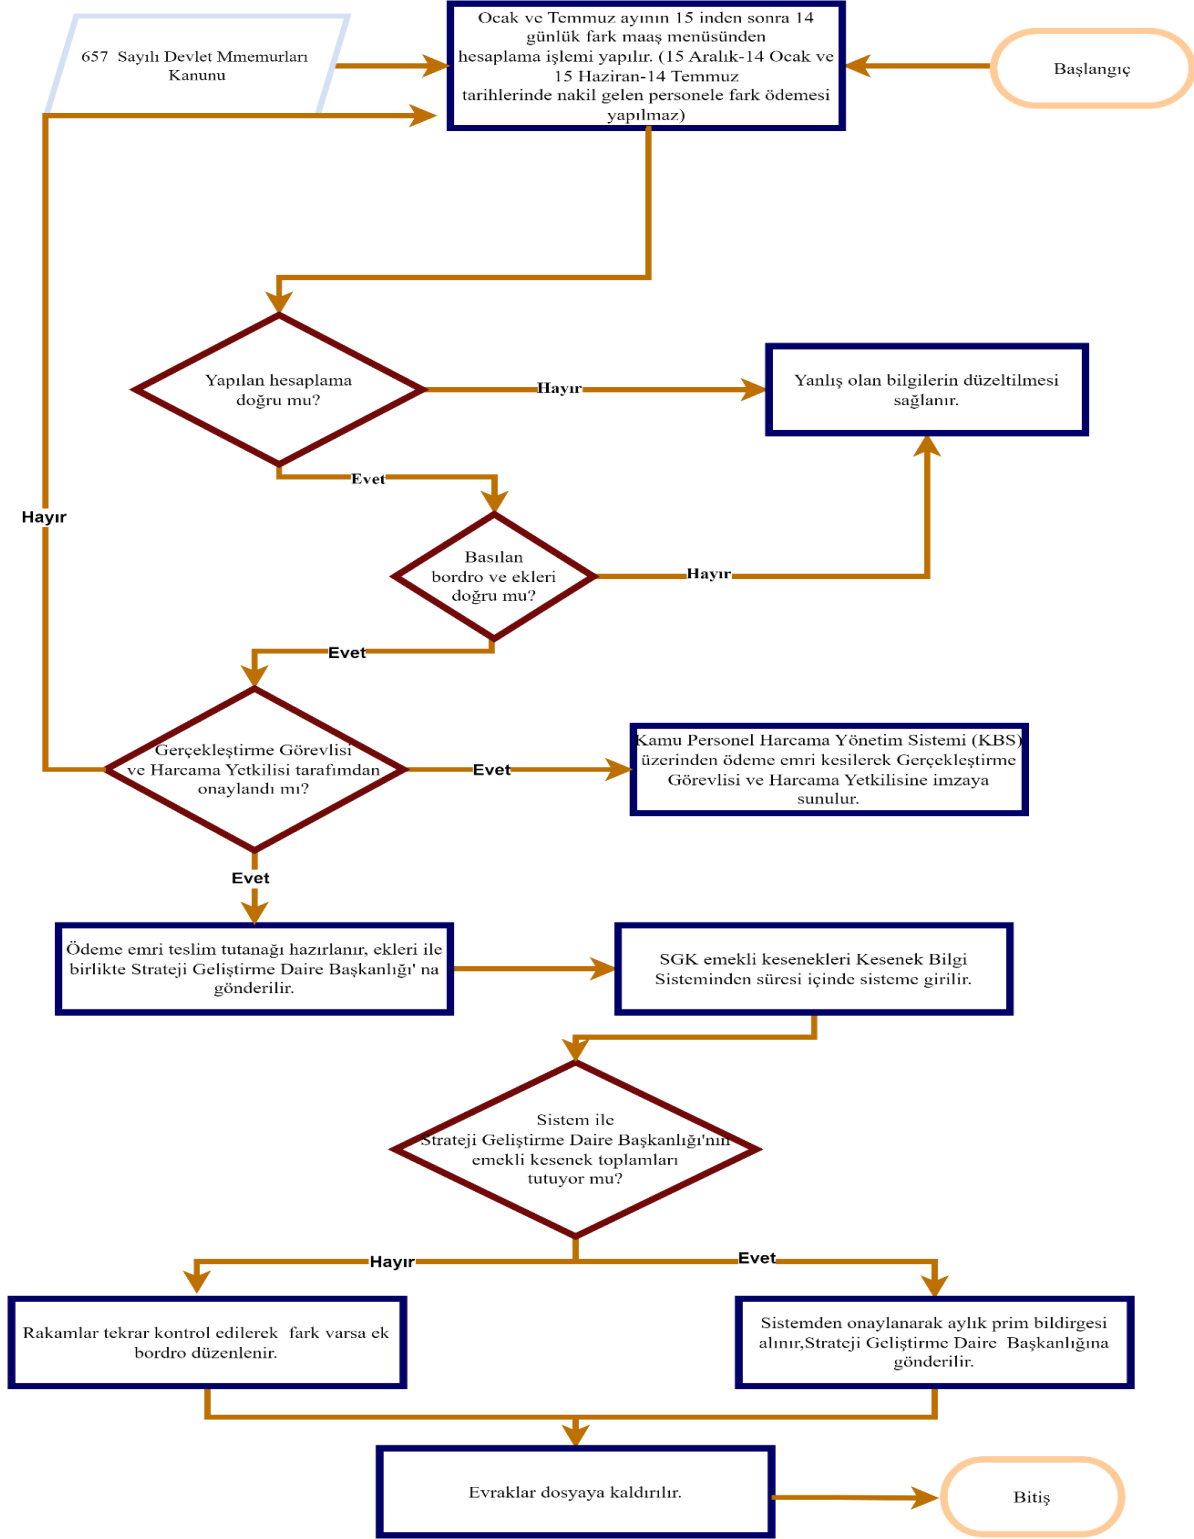 Ocak ve Temmuz ayının 15 inden sonra 14
günlük fark maaş menüsünden
hesaplama işlemi yapılır. (15 Aralık-14 Ocak ve
15 Haziran-14 Temmuz
tarihlerinde nakil gelen personele fark ödemesi
yapılmaz)
657 Sayılı Devlet Mmemurları
Kanunu
Başlangıç
Yapılan hesaplama
doğru mu?
Hayır
Yanlış olan bilgilerin düzeltilmesi
sağlanır.
Evet
Hayır
Basılan
bordro ve ekleri
doğru mu?
Hayır
Evet
Gerçekleştirme Görevlisi
ve Harcama Yetkilisi tarafımdan
onaylandı mı?
Evet
Kamu Personel Harcama Yönetim Sistemi (KBS)
üzerinden ödeme emri kesilerek Gerçekleştirme
Görevlisi ve Harcama Yetkilisine imzaya
sunulur.
Evet
Ödeme emri teslim tutanağı hazırlanır, ekleri ile
birlikte Strateji Geliştirme Daire Başkanlığı' na
gönderilir.
SGK emekli kesenekleri Kesenek Bilgi
Sisteminden süresi içinde sisteme girilir.
Sistem ile
Strateji Geliştirme Daire Başkanlığı'nın
emekli kesenek toplamları
tutuyor mu?
Hayır
Evet
Rakamlar tekrar kontrol edilerek fark varsa ek
bordro düzenlenir.
Sistemden onaylanarak aylık prim bildirgesi
alınır,Strateji Geliştirme Daire Başkanlığına
gönderilir.
Evraklar dosyaya kaldırılır.
Bitiş